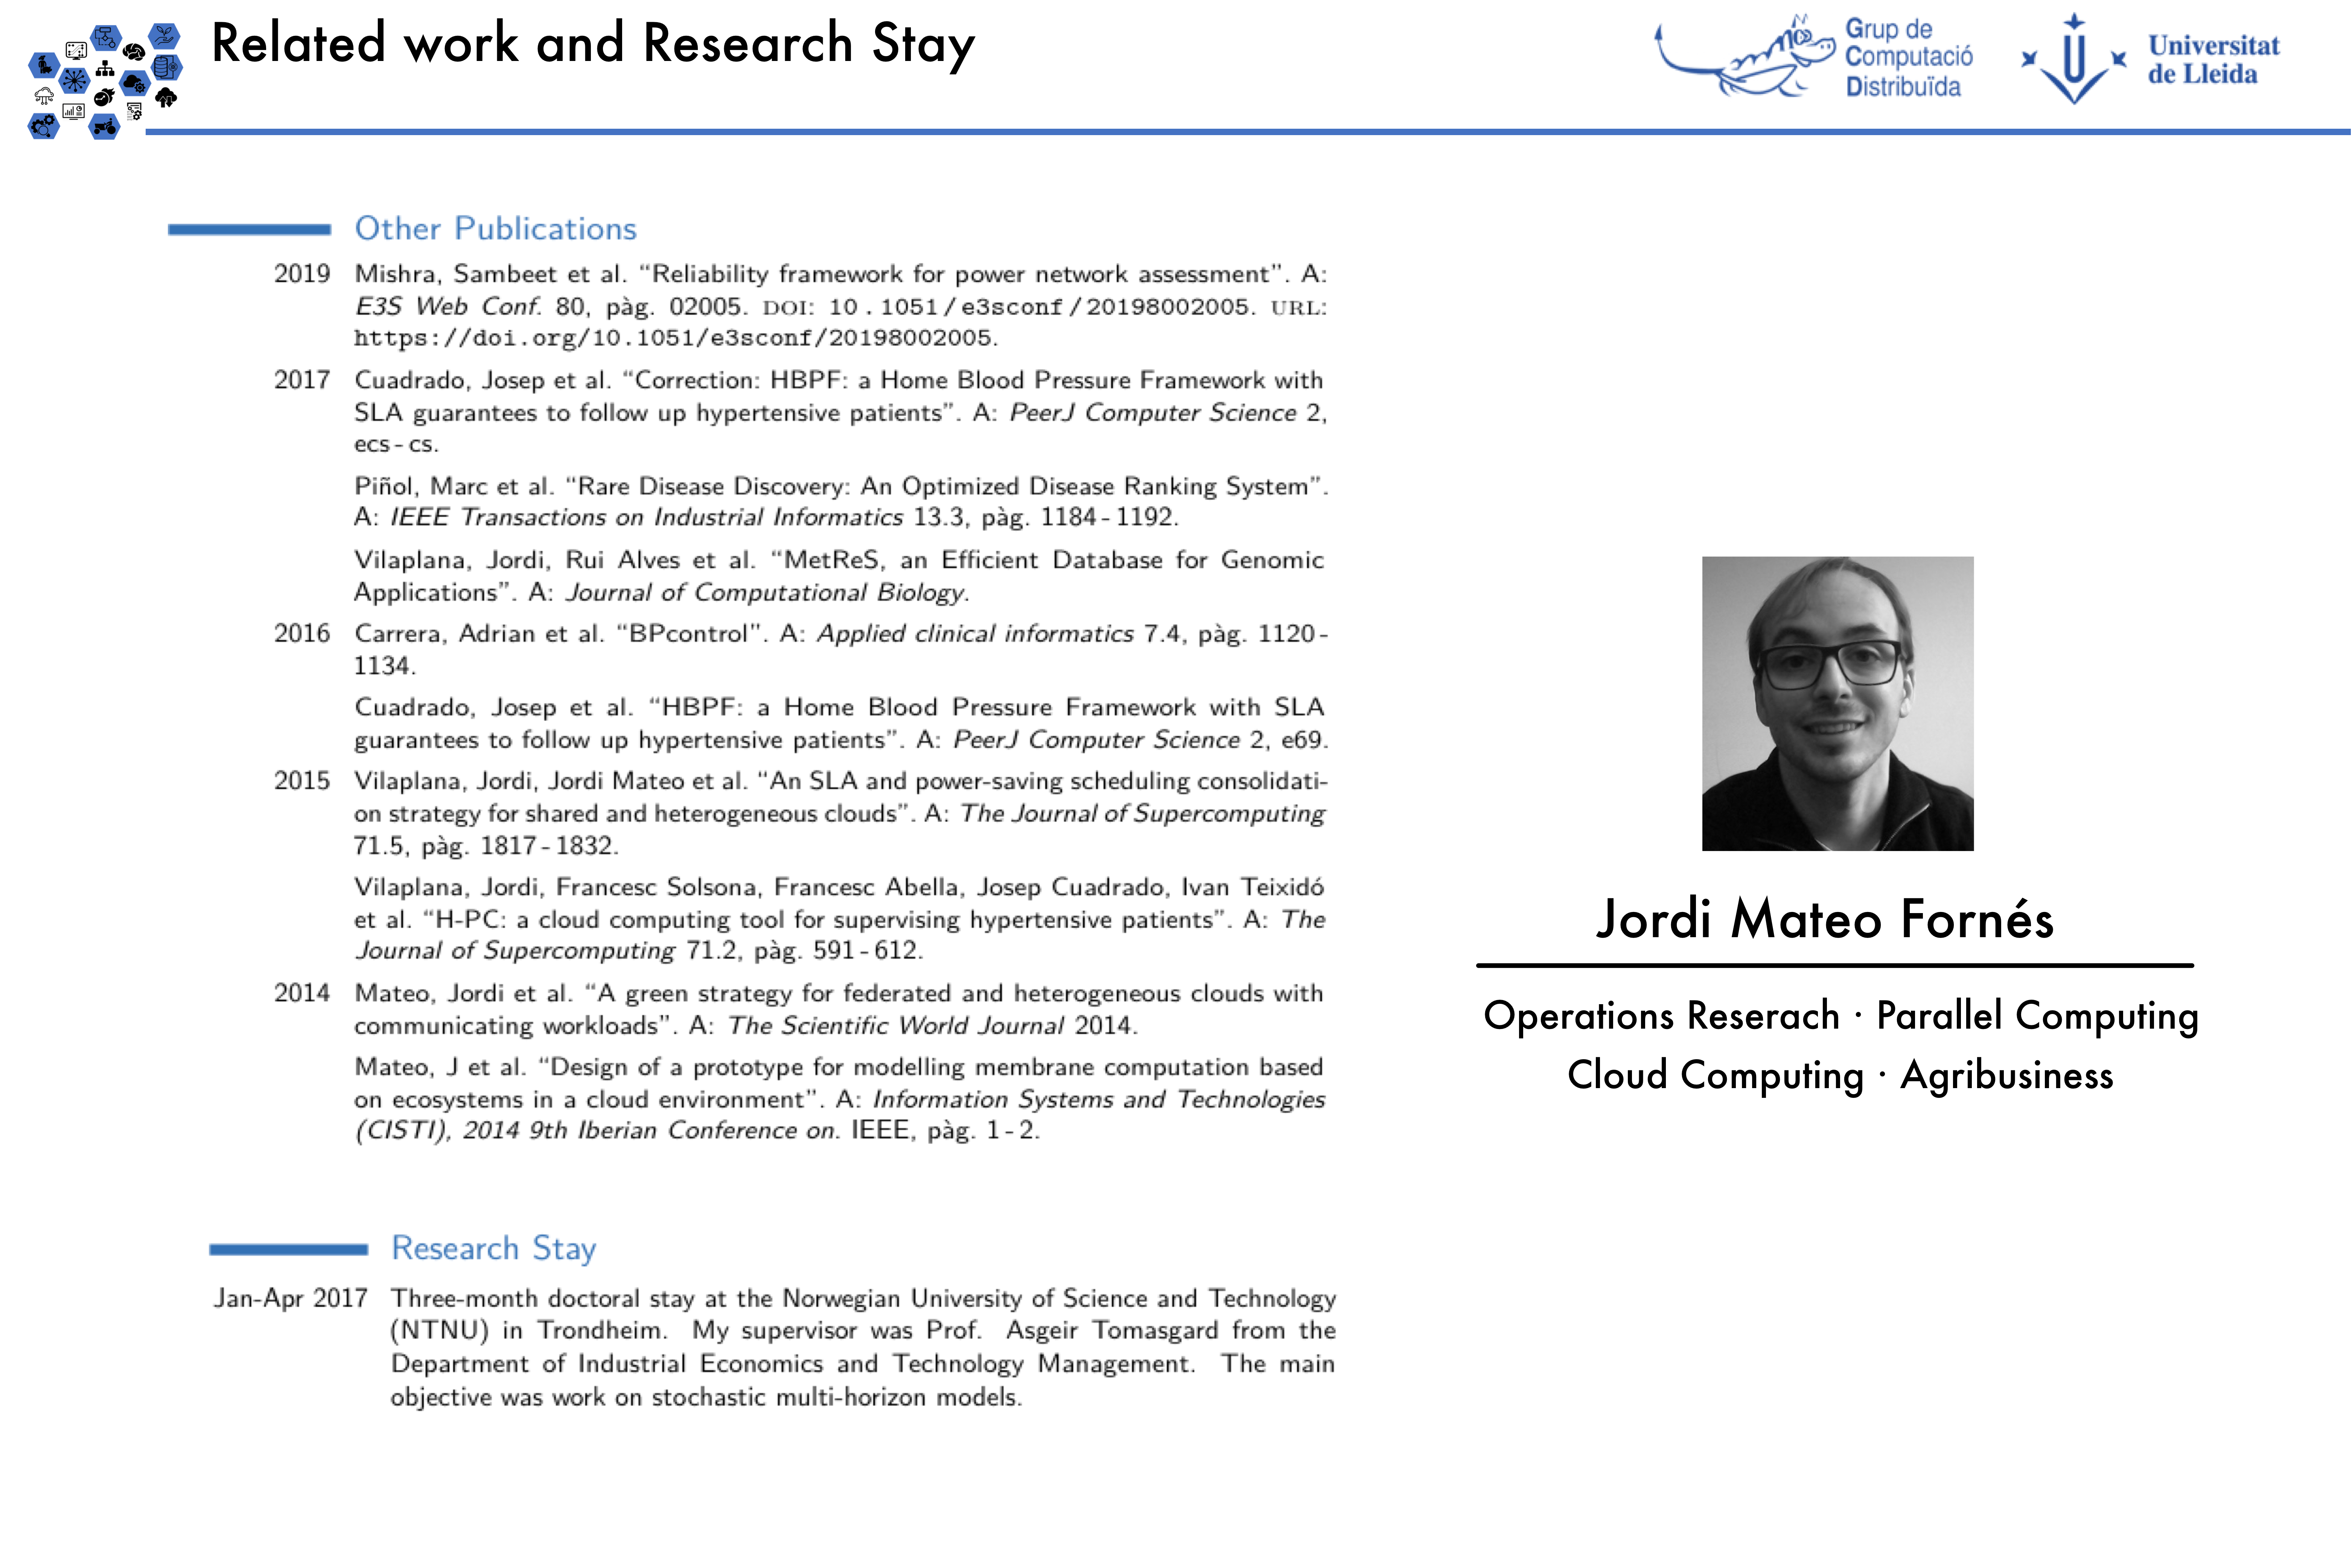 Related work and Research Stay
Grup de
Computació
Distribuïda
Universitat
de Lleida
Other Publications
2019 Mishra, Sambeet et al. “Reliability framework for power network assessment”. A:
E3S Web Conf. 80, pàg. 02005. DOI: 10 . 1051 / e3sconf / 20198002005. URL:
https://doi.org/10.1051/e3sconf/20198002005.
2017 Cuadrado, Josep et al. “Correction: HBPF: a Home Blood Pressure Framework with
SLA guarantees to follow up hypertensive patients”. A: PeerJ Computer Science 2,
ecs - cs.
Piñol, Marc et al. “Rare Disease Discovery: An Optimized Disease Ranking System”.
A: IEEE Transactions on Industrial Informatics 13.3, pàg. 1184 - 1192.
Vilaplana, Jordi, Rui Alves et al. “MetReS, an Efficient Database for Genomic
Applications”. A: Journal of Computational Biology.
2016 Carrera, Adrian et al. “BPcontrol”. A: Applied clinical informatics 7.4, pàg. 1120 -
1134.
Cuadrado, Josep et al. “HBPF: a Home Blood Pressure Framework with SLA
guarantees to follow up hypertensive patients”. A: PeerJ Computer Science 2, e69.
2015 Vilaplana, Jordi, Jordi Mateo et al. “An SLA and power-saving scheduling consolidati-
on strategy for shared and heterogeneous clouds”. A: The Journal of Supercomputing
71.5, pàg. 1817 - 1832.
Vilaplana, Jordi, Francesc Solsona, Francesc Abella, Josep Cuadrado, Ivan Teixidó
et al. “H-PC: a cloud computing tool for supervising hypertensive patients”. A: The
Journal of Supercomputing 71.2, pàg. 591 - 612.
2014 Mateo, Jordi et al. “A green strategy for federated and heterogeneous clouds with
communicating workloads”. A: The Scientific World Journal 2014.
Mateo, J et al. “Design of a prototype for modelling membrane computation based
on ecosystems in a cloud environment”. A: Information Systems and Technologies
(CISTI), 2014 9th Iberian Conference on. IEEE, pàg. 1 - 2.
Research Stay
Jan-Apr 2017 Three-month doctoral stay at the Norwegian University of Science and Technology
(NTNU) in Trondheim. My supervisor was Prof. Asgeir Tomasgard from the
Department of Industrial Economics and Technology Management. The main
objective was work on stochastic multi-horizon models.
Jordi Mateo Fornés
Operations Reserach · Parallel Computing
Cloud Computing · Agribusiness